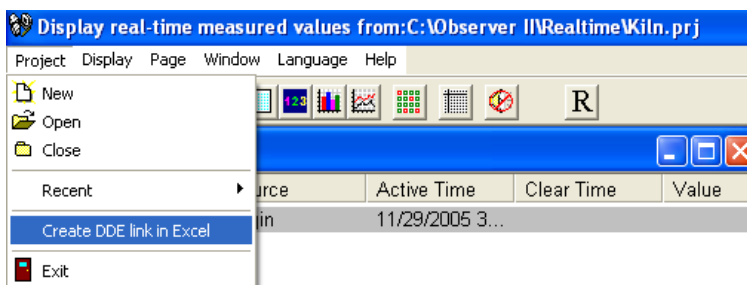 Display real-time measured values from:C:\Observer II\Realtime\Kiln.prj
Project Display Page Window Language Help
New
123
R
Open
Close
Recent
Active Time Clear Time Value
11/29/2005 3...
Create DDE link in Excel
Exit